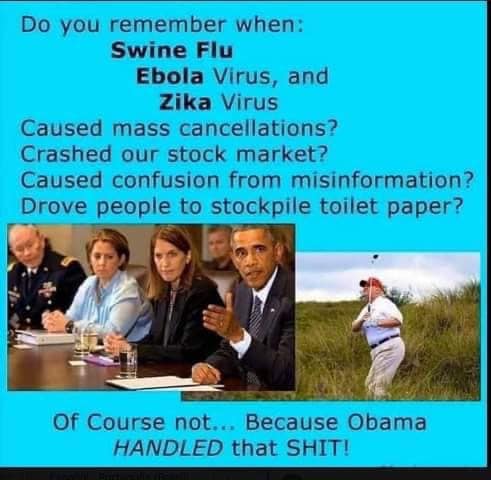 Do you remember when:
Swine Flu
Ebola Virus, and
Zika Virus
Caused mass cancellations?
Crashed our stock market?
Caused confusion from misinformation?
Drove people to stockpile toilet paper?
Of Course not... Because Obama
HANDLED that SHIT!